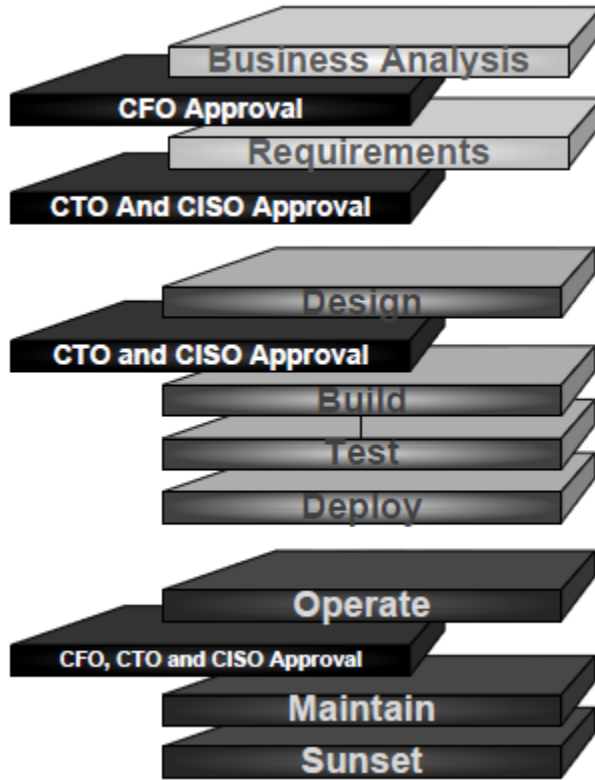 Business Analysis
CFO Approval
Requirements
CTO And CISO Approval
Design
CTO and CISO Approval
Build
Test
Deploy
Operate
CFO, CTO and CISO Approval
Maintain
Sunset